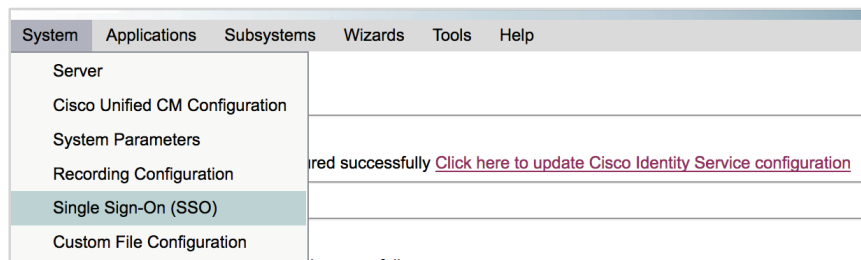 System Applications Subsystems Wizards Tools Help
Server
Cisco Unified CM Configuration
System Parameters
Recording Configuration
successfully Click here to update Cisco Identity Service configuration
Single Sign-On (SSO)
Custom File Configuration